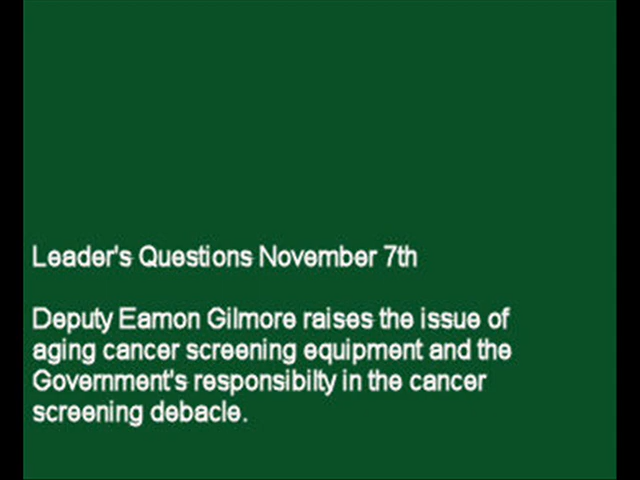 Leader's Questions November 7th
Deputy Eamon Gilmore raises the issue of
aging cancer screening equipment and the
Government's responsibilty in the cancer
screening debacle.